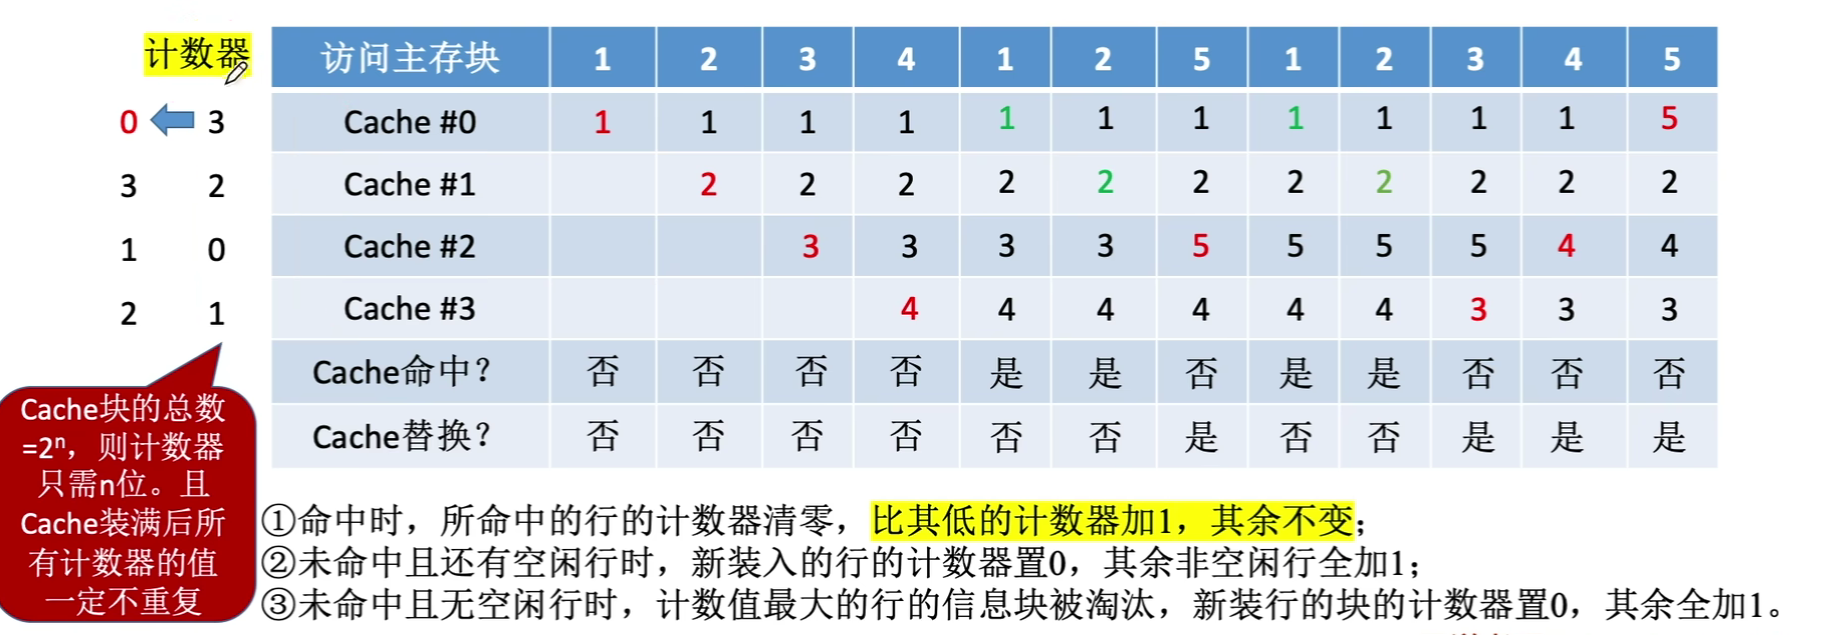 计数器
访问主存块 1 2 3 4 1 2 5 1 2 3 4 5
0 3 Cache #0 1 1 1 1 1 1 1 1 1 1 1 5
3 2 Cache #1 2 2 2 2 2 2 2 2 2 2 2
1 0 Cache #2 3 3 3 3 5 5 5 5 4 4
2 1 Cache #3 4 4 4 4 4 4 3 3 3
Cache命中? 否 否 否 否 是 是 否 是 是 否 否 否
Cache替换? 否 否 否 否 否 否 是 否 否 是 是 是
Cache块的总数
=2ⁿ，则计数器
只需n位。且
Cache装满后所
有计数器的值
一定不重复
①命中时，所命中的行的计数器清零，比其低的计数器加1，其余不变；
②未命中且还有空闲行时，新装入的行的计数器置0，其余非空闲行全加1；
③未命中且无空闲行时，计数值最大的行的信息块被淘汰，新装行的块的计数器置0，其余全加1。